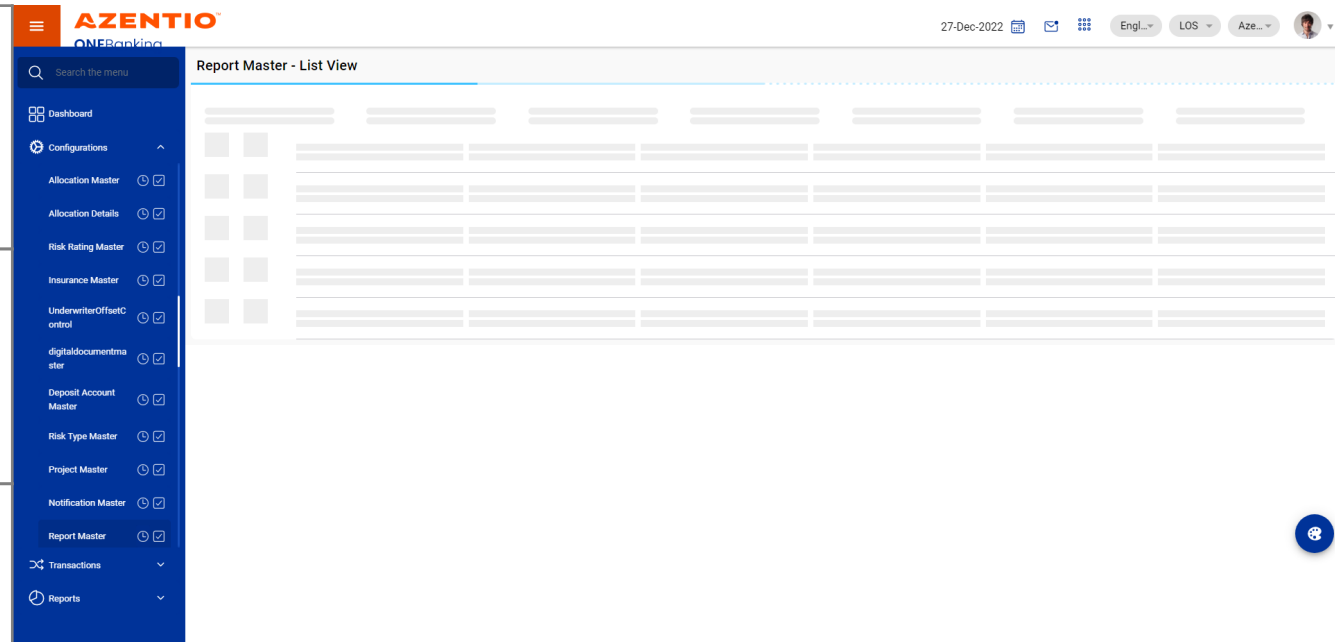 AZENTIO™
ONEBanking
27-Dec-2022
Engl...
LOS
Aze...
Search the menu
Report Master - List View
Dashboard
Configurations
Allocation Master
Allocation Details
Risk Rating Master
Insurance Master
UnderwriterOffsetC
ontrol
digitaldocumentma
ster
Deposit Account
Master
Risk Type Master
Project Master
Notification Master
Report Master
Transactions
Reports